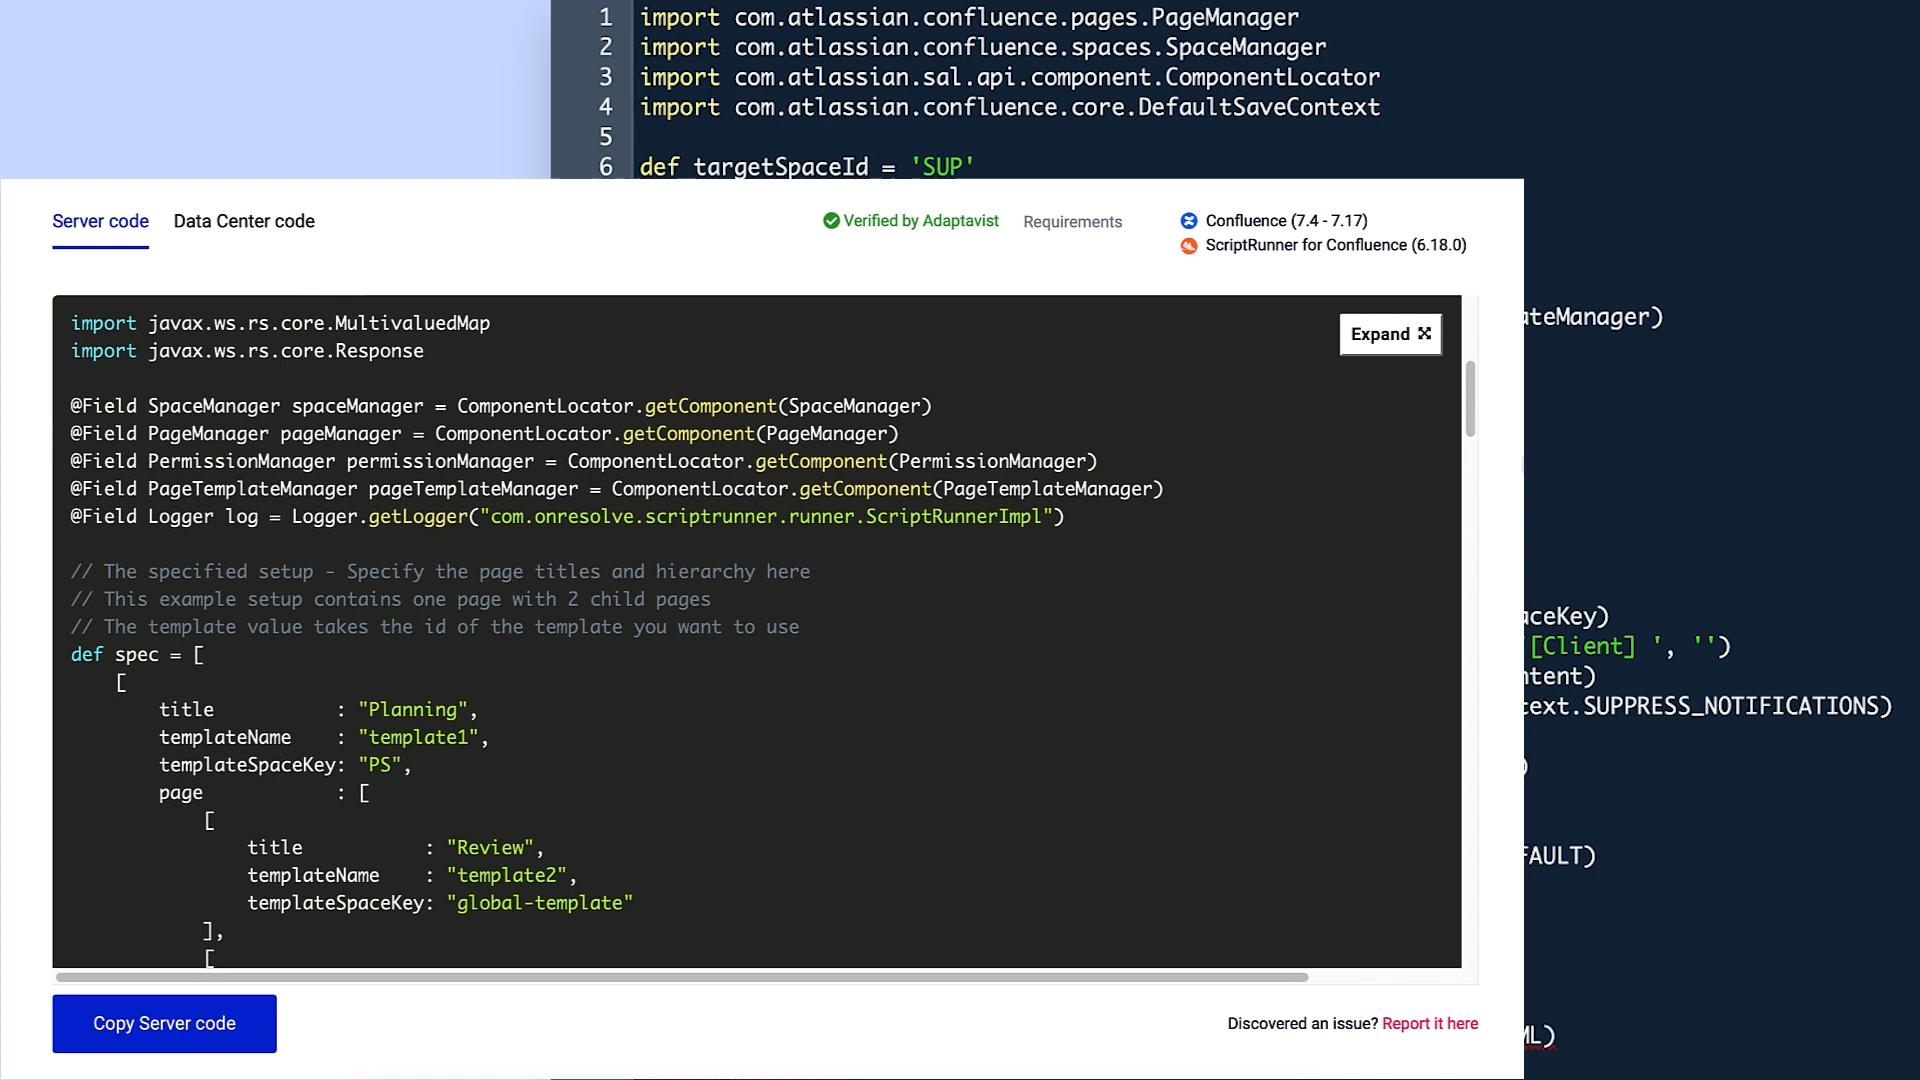 1 import com.atlassian.confluence.pages.PageManager
2 import com.atlassian.confluence.spaces.SpaceManager
3 import com.atlassian.sal.api.component.ComponentLocator
4 import com.atlassian.confluence.core.DefaultSaveContext
5
6 def targetSpaceId = 'SUP'
Server code
Data Center code
Verified by Adaptavist
Requirements
Confluence (7.4 - 7.17)
ScriptRunner for Confluence (6.18.0)
Expand
import javax.ws.rs.core.MultivaluedMap
import javax.ws.rs.core.Response
@Field SpaceManager spaceManager = ComponentLocator.getComponent(SpaceManager)
@Field PageManager pageManager = ComponentLocator.getComponent(PageManager)
@Field PermissionManager permissionManager = ComponentLocator.getComponent(PermissionManager)
@Field PageTemplateManager pageTemplateManager = ComponentLocator.getComponent(PageTemplateManager)
@Field Logger log = Logger.getLogger("com.onresolve.scriptrunner.runner.ScriptRunnerImpl")
// The specified setup - Specify the page titles and hierarchy here
// This example setup contains one page with 2 child pages
// The template value takes the id of the template you want to use
def spec = [
[
title : "Planning",
templateName : "template1",
templateSpaceKey: "PS",
page : [
[
title : "Review",
templateName : "template2",
templateSpaceKey: "global-template"
],
[
Copy Server code
Discovered an issue? Report it here
ateManager)
aceKey)
[Client] ', '')
ntent)
text.SUPPRESS_NOTIFICATIONS)
)
FAULT)
ML)